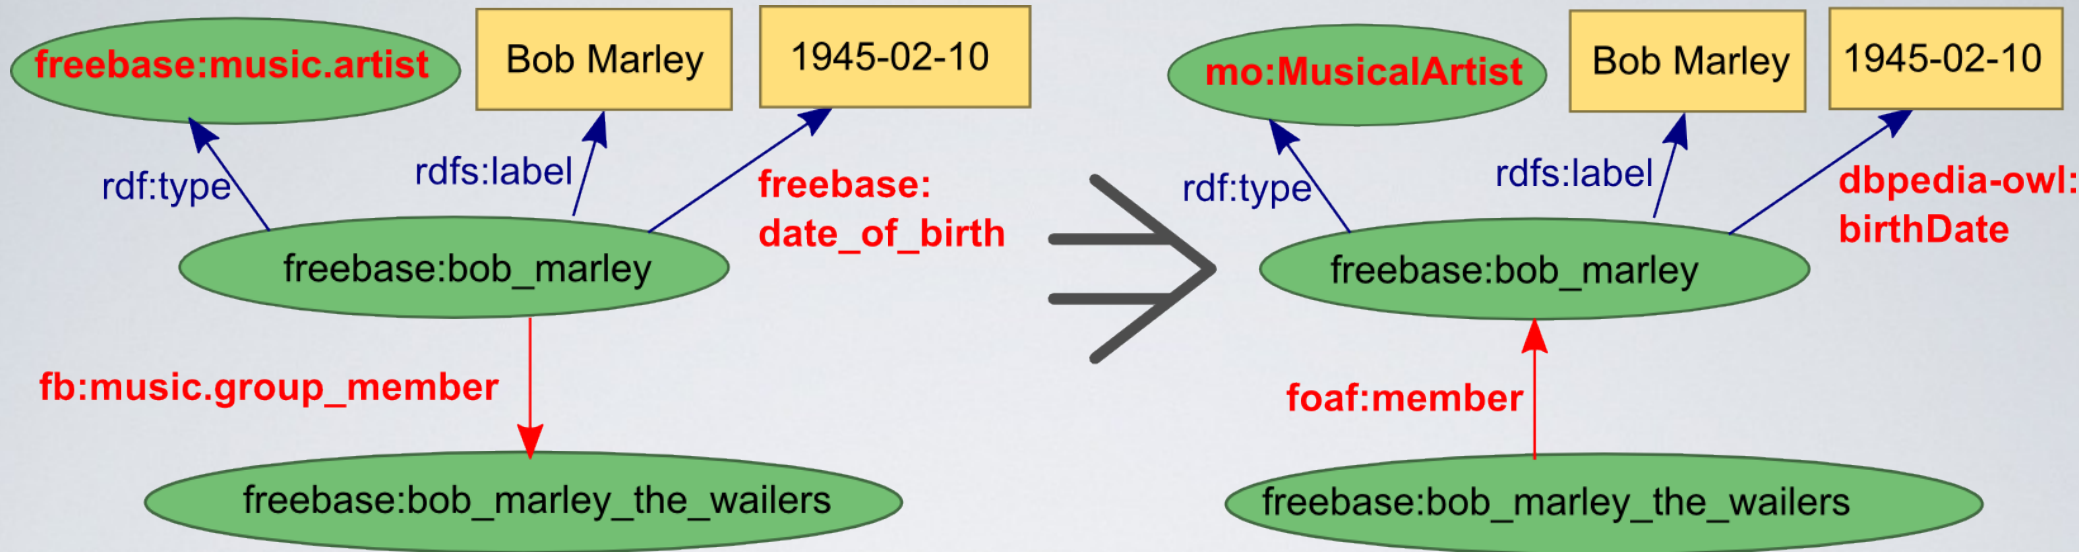 freebase:music.artist
Bob Marley
1945-02-10
rdf:type
rdfs:label
freebase:
date_of_birth
freebase:bob_marley
fb:music.group_member
freebase:bob_marley_the_wailers
mo:MusicalArtist
Bob Marley
1945-02-10
rdf:type
rdfs:label
dbpedia-owl:
birthDate
freebase:bob_marley
foaf:member
freebase:bob_marley_the_wailers